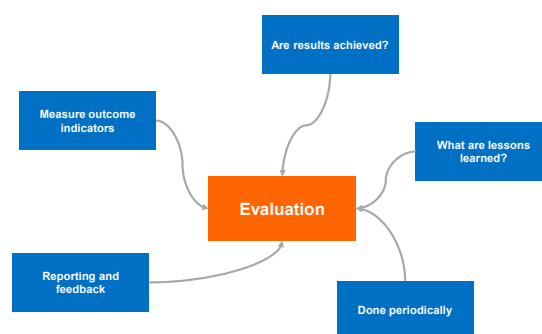 Are results achieved?
Measure outcome
indicators
What are lessons
learned?
Evaluation
Reporting and
feedback
Done periodically